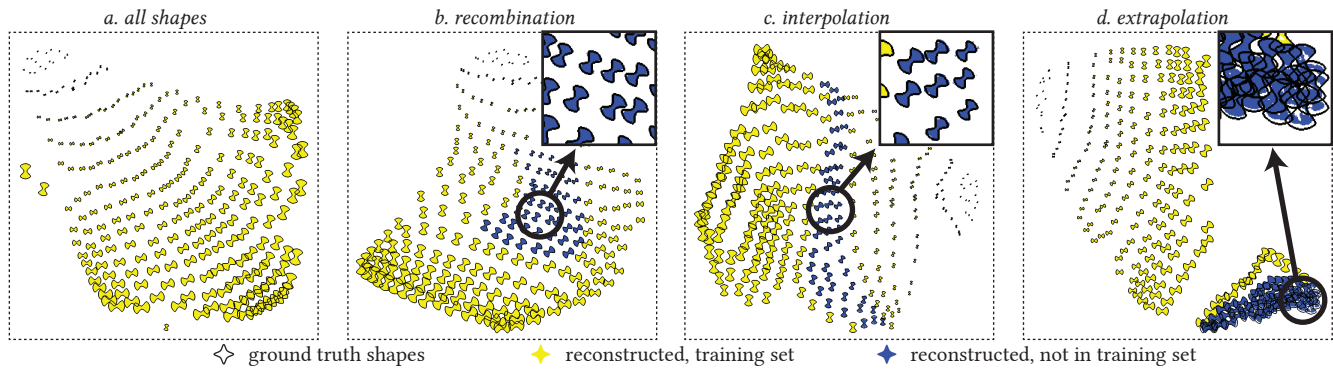 a. all shapes b. recombination c. interpolation d. extrapolation
ground truth shapes reconstructed, training set reconstructed, not in training set